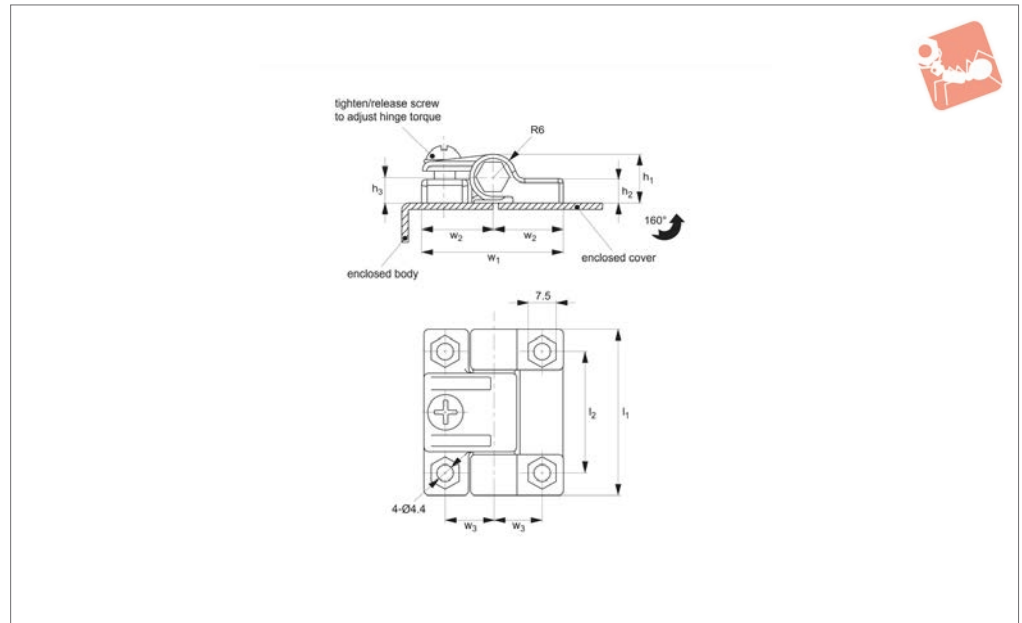 tighten/release screw
to adjust hinge torque
R6
h3
h1
h2
160°
w2
w2
w1
enclosed body
enclosed cover
7.5
l2
l1
4-Ø4.4
w3
w3